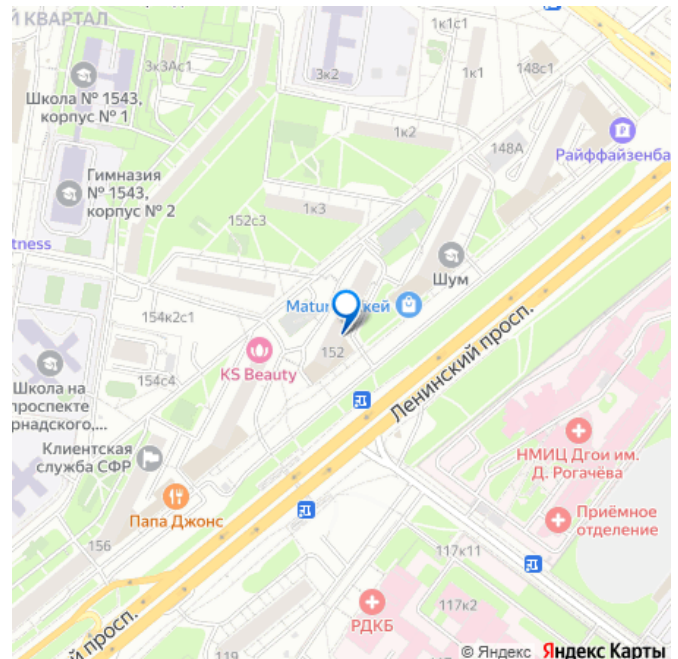 Й КВАРТАЛ
3к3Ас1
1к1с1
148с1
3к2
1к1
Школа № 1543,
корпус № 1
1к2
148А
Райффайзенба
Гимназия
№ 1543,
корпус № 2
152с3
1к3
tness
Шум
154к2с1
кей
152
KS Beauty
154с4
Школа на
проспекте
рнадского,...
Ленинский просп.
Клиентская
служба СФР
НМИЦ Дгои им.
Д. Рогачёва
Папа Джонс
Приёмное
отделение
156
117к11
117к2
РДКБ
й просп.
119
© Яндекс Яндекс Карты